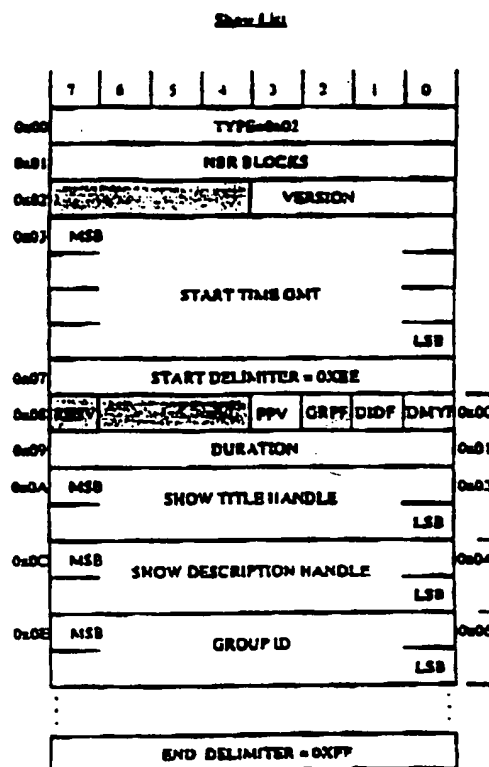 Show List
7 6 5 4 3 2 1 0
0x00 TYPE=0x02
0x01 NBR BLOCKS
0x02 VERSION
0x03 MSB
START TIME GMT
LSB
0x07 START DELIMITER = 0XEE
0x08 PPV GRPF DIDF DMYF 0x00
0x09 DURATION 0x01
0x0A MSB 0x03
SHOW TITLE HANDLE
LSB
0x0C MSB 0x04
SHOW DESCRIPTION HANDLE
LSB
0x0E MSB
GROUP ID
LSB
END DELIMITER = 0XFF